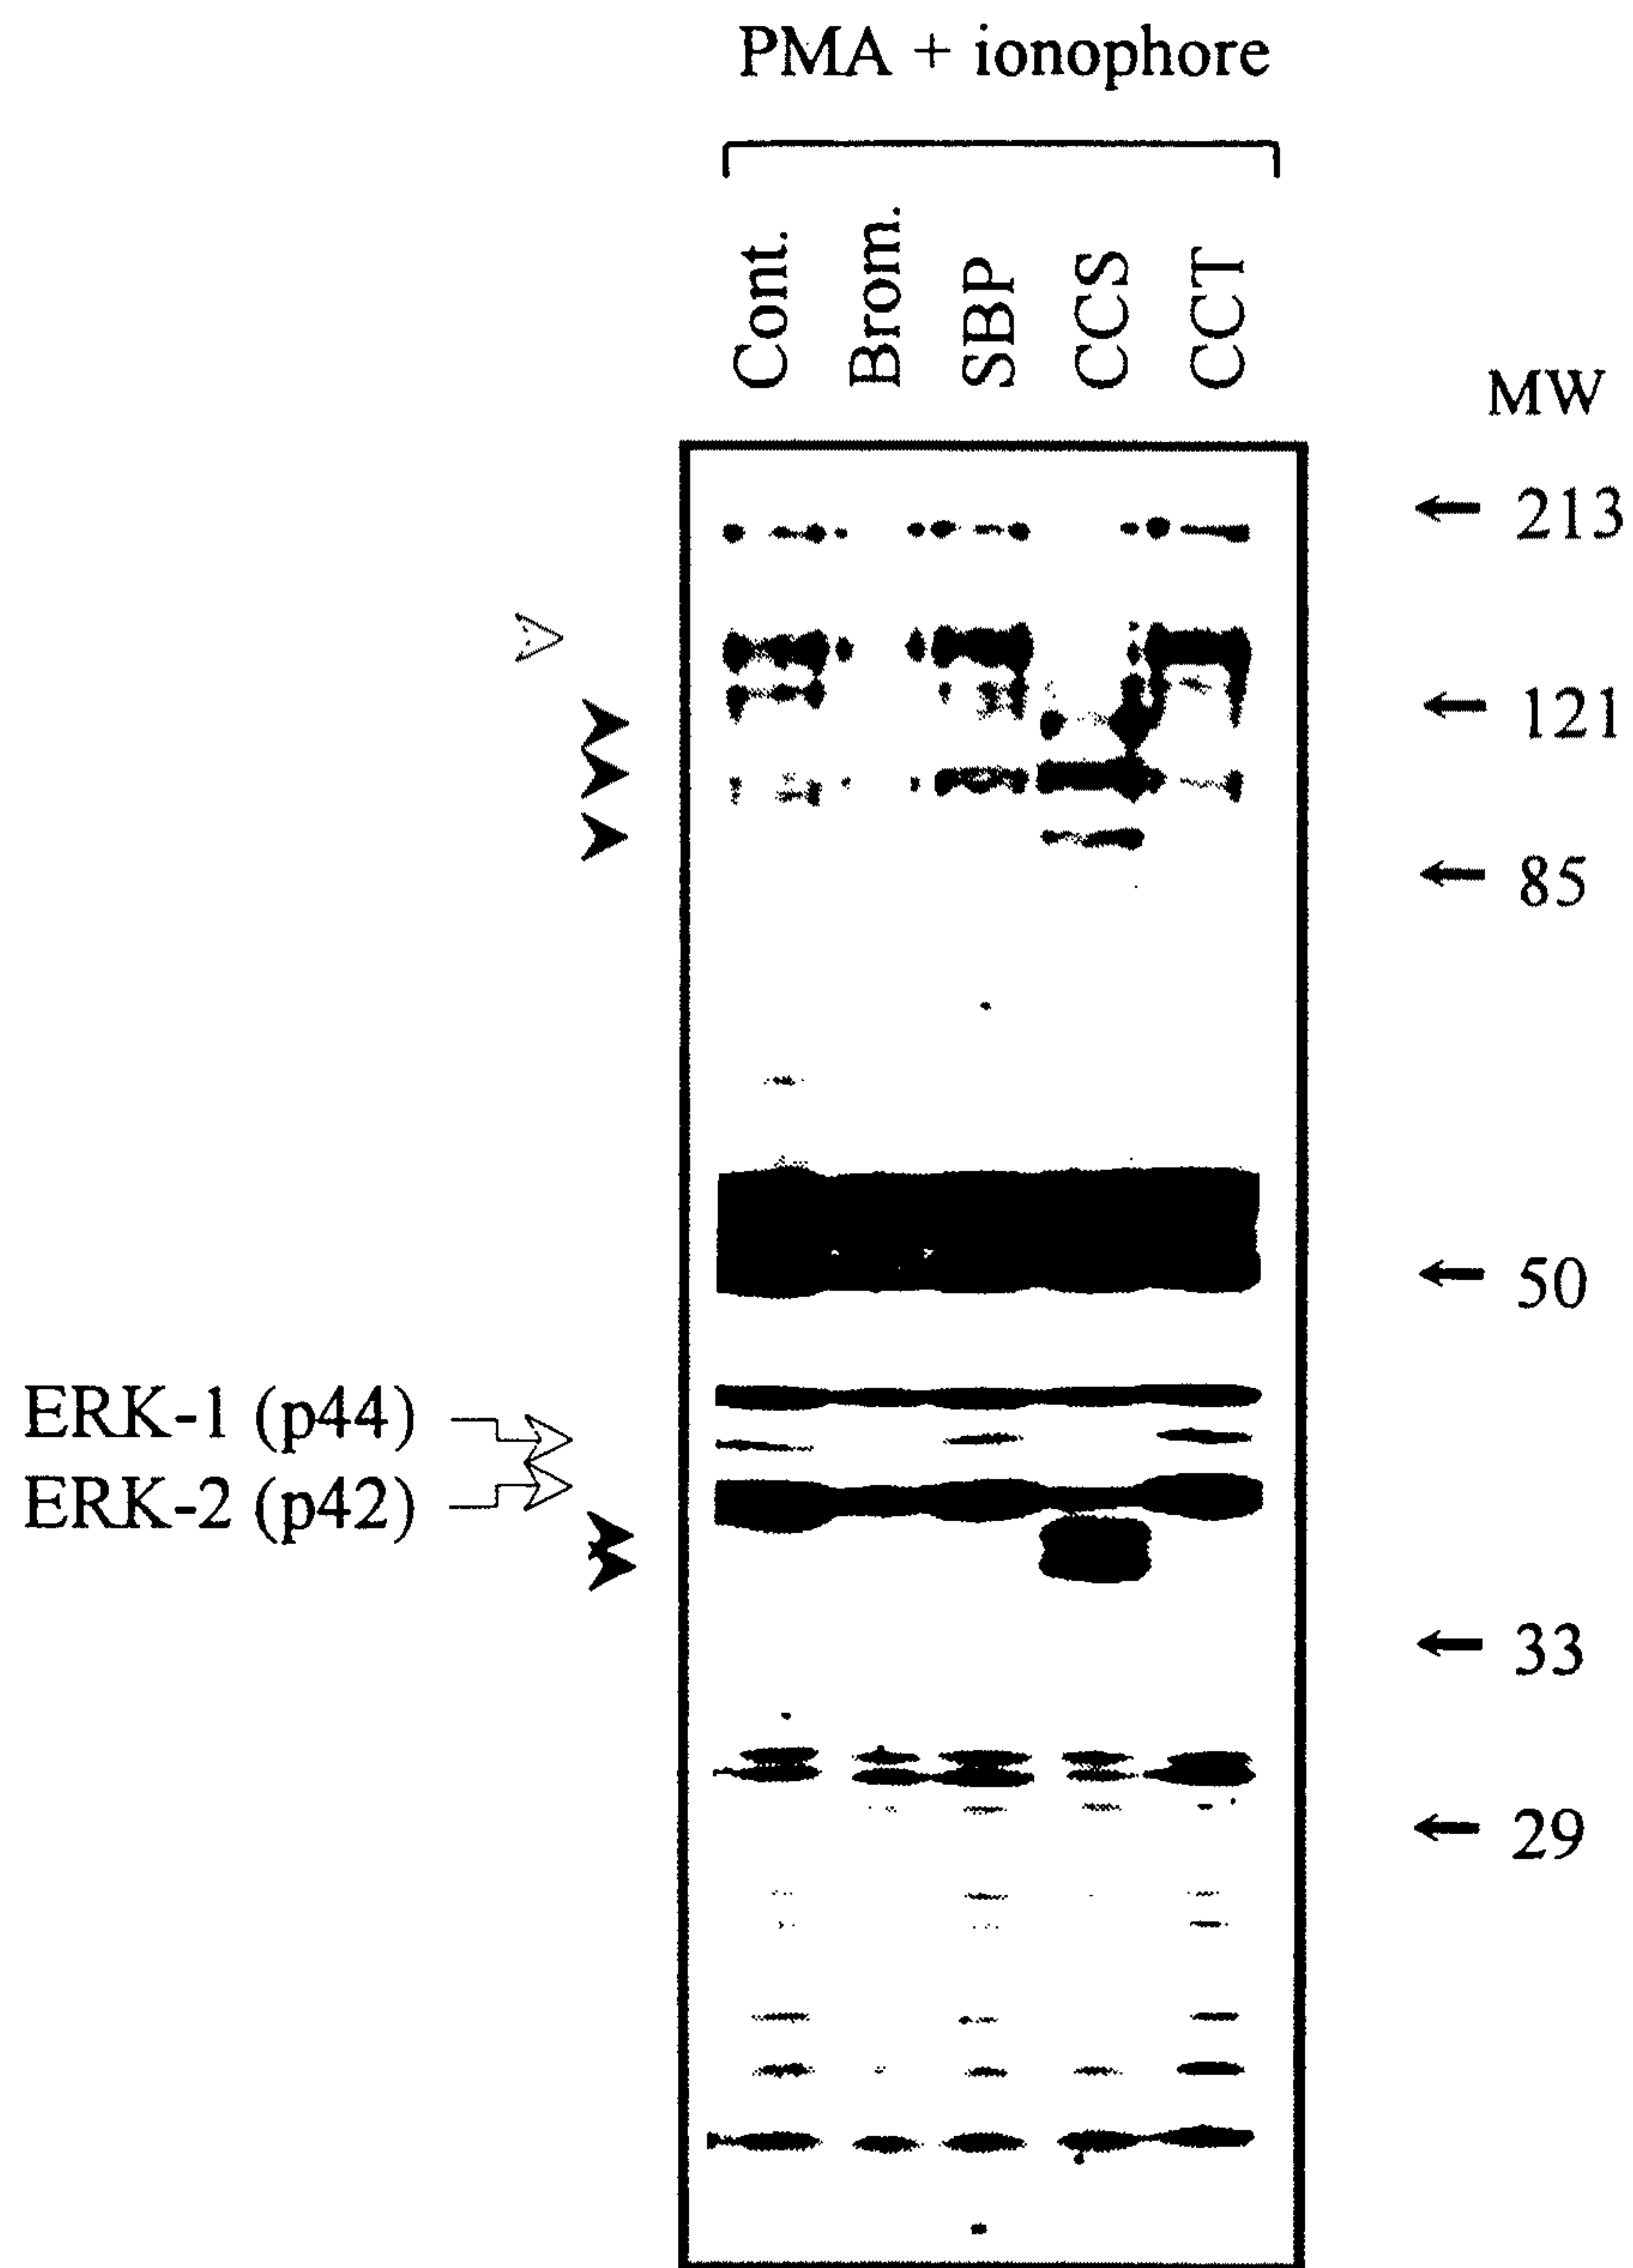 PMA + ionophore
Cont.
Brom.
SBP
CCS
CCT
MW
213
121
85
50
ERK-1 (p44)
ERK-2 (p42)
33
29